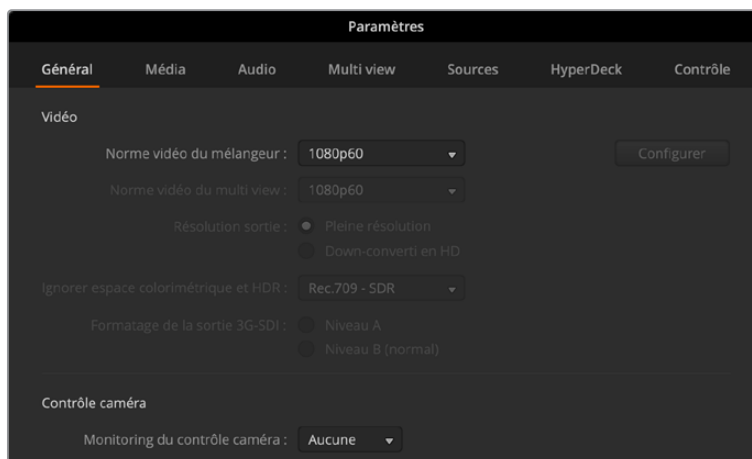 Paramètres
Général Média Audio Multi view Sources HyperDeck Contrôle
Vidéo
Norme vidéo du mélangeur : 1080p60 Configurer
Norme vidéo du multi view : 1080p60
Résolution sortie : Pleine résolution
Down-converti en HD
Ignorer espace colorimétrique et HDR : Rec.709 - SDR
Formatage de la sortie 3G-SDI : Niveau A
Niveau B (normal)
Contrôle caméra
Monitoring du contrôle caméra : Aucune